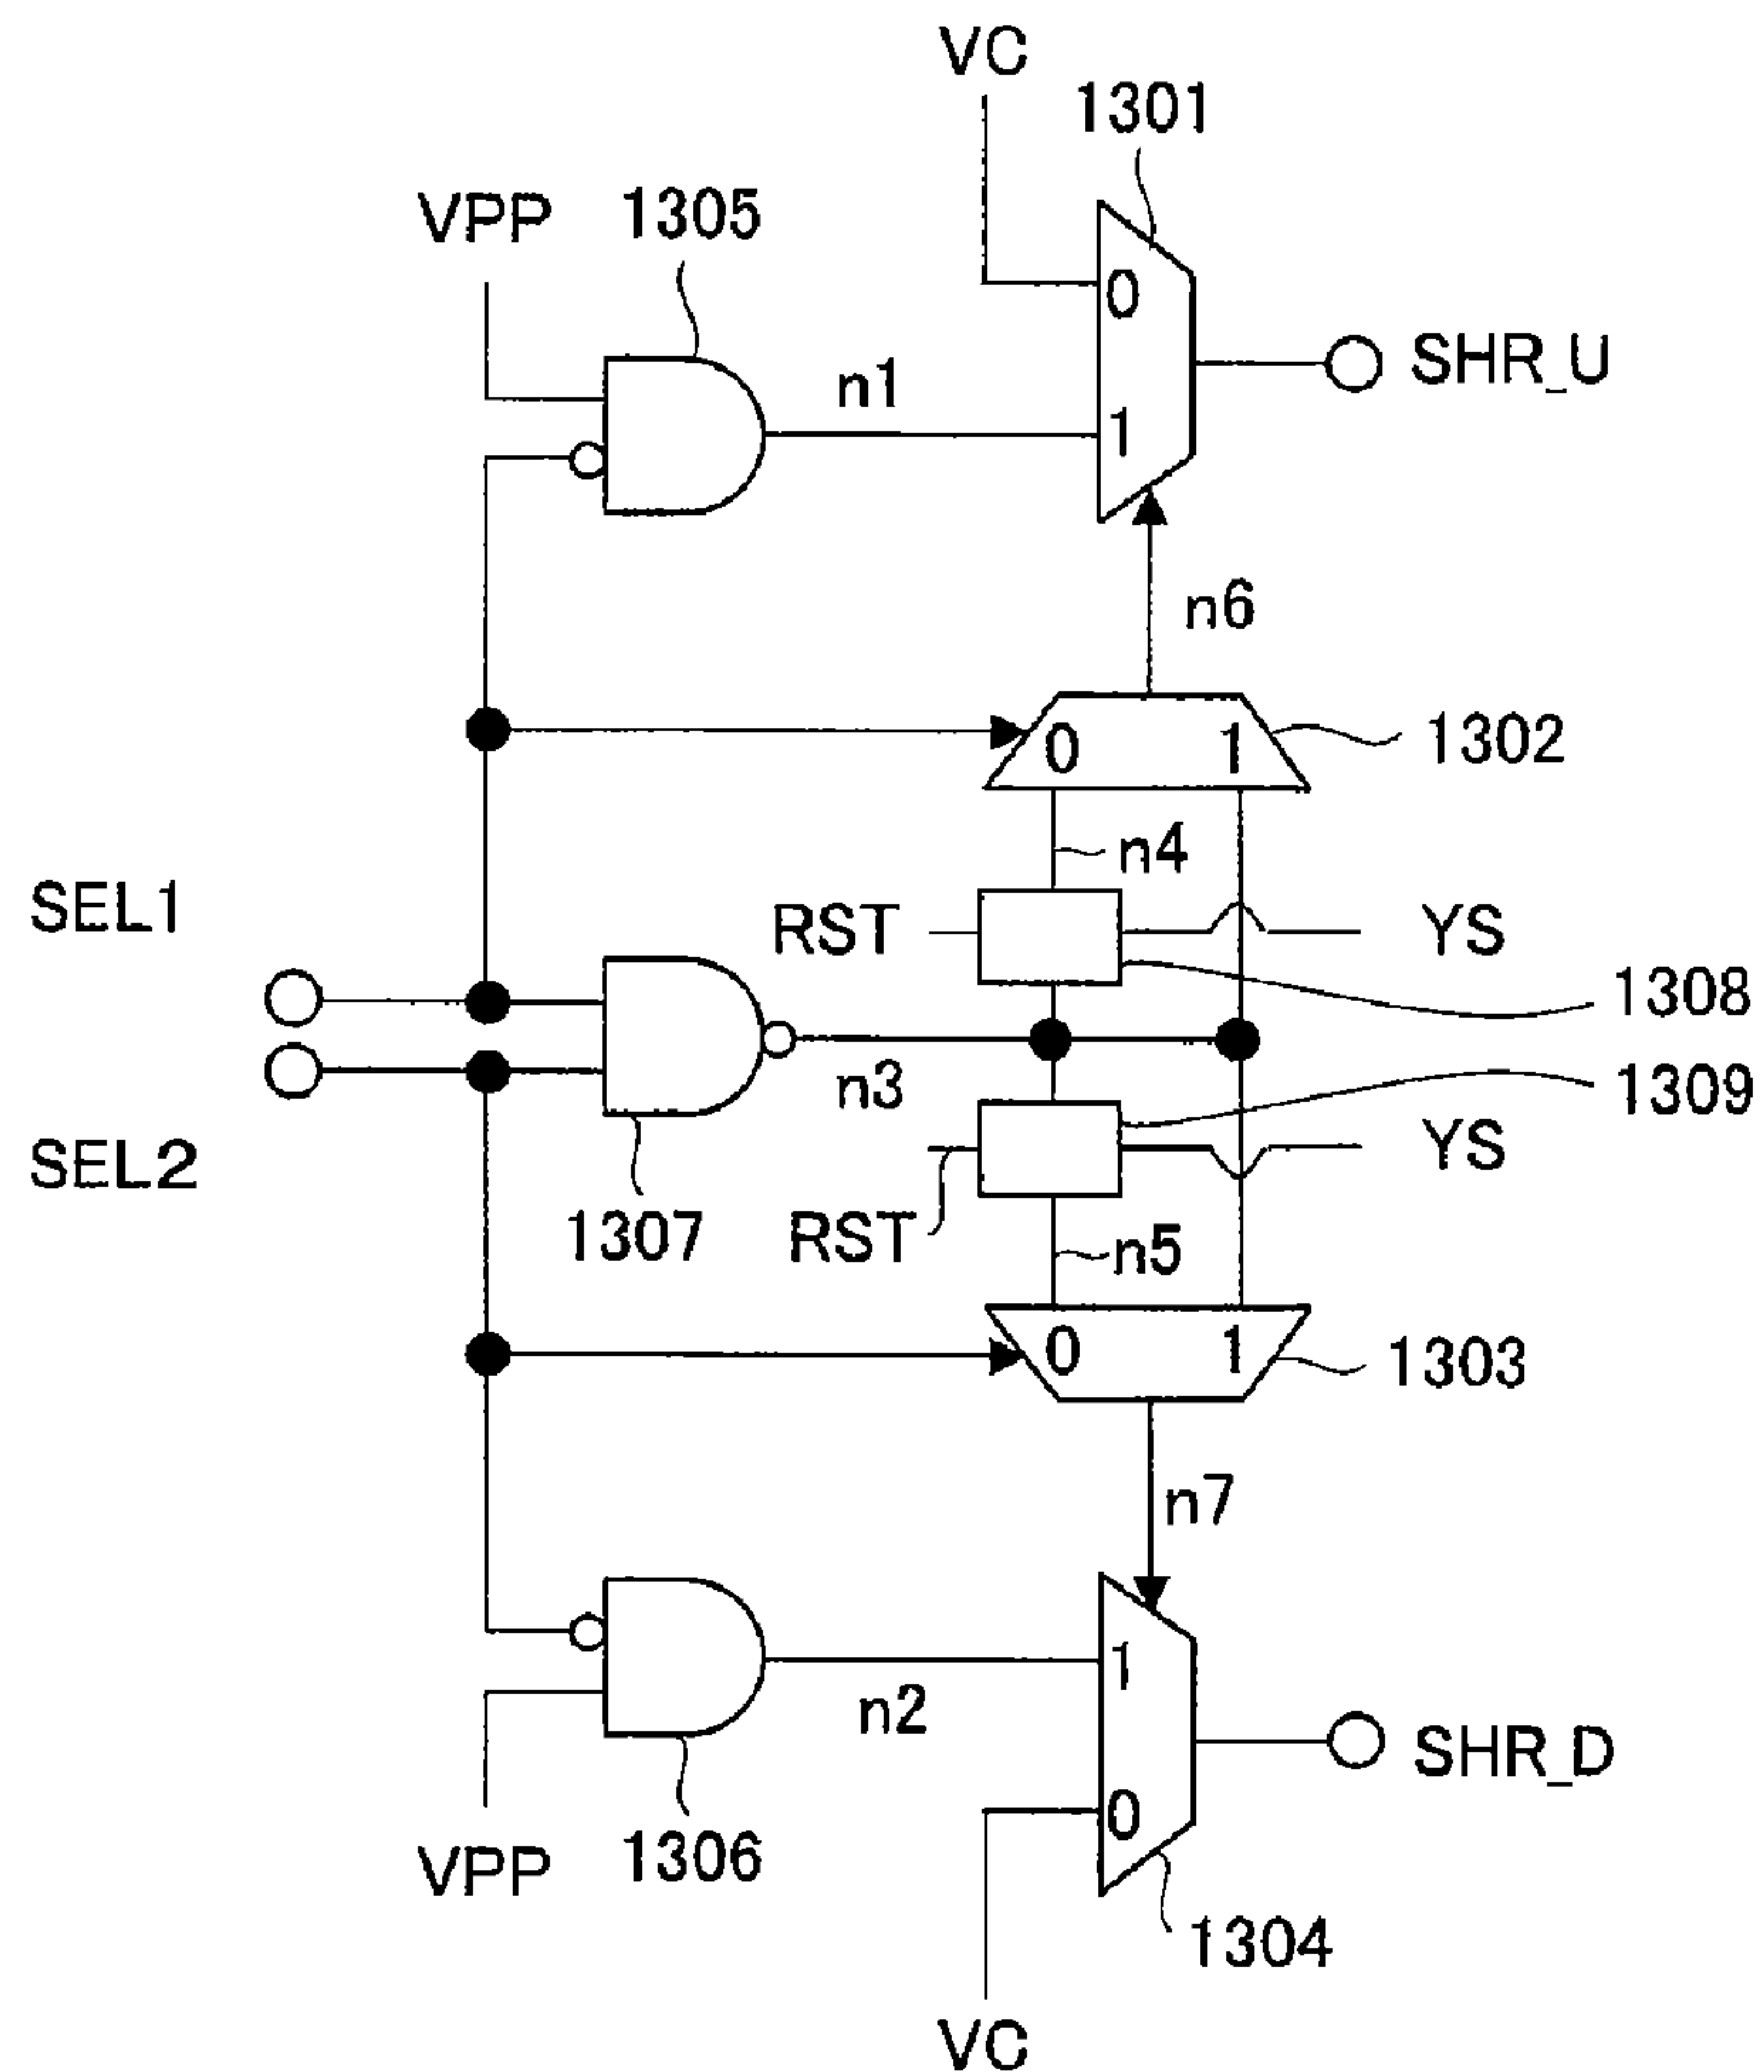 VC
1301
VPP
1305
0
n1
SHR_U
1
n6
0
1
1302
n4
SEL1
RST
YS
1308
n3
1309
SEL2
YS
1307
RST
n5
0
1
1303
n7
1
n2
SHR_D
0
VPP
1306
1304
VC